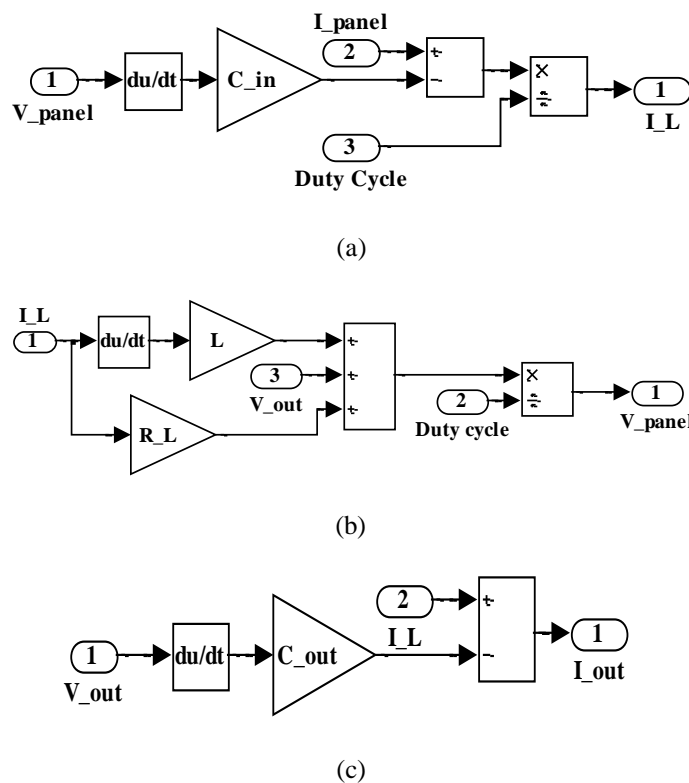 I_panel
2
+
-
1
V_panel
du/dt
C_in
×
÷
1
I_L
3
Duty Cycle
(a)
I_L
1
du/dt
L
+
3
+
V_out
+
R_L
×
÷
2
Duty cycle
1
V_panel
(b)
2
+
I_L
-
1
V_out
du/dt
C_out
1
I_out
(c)